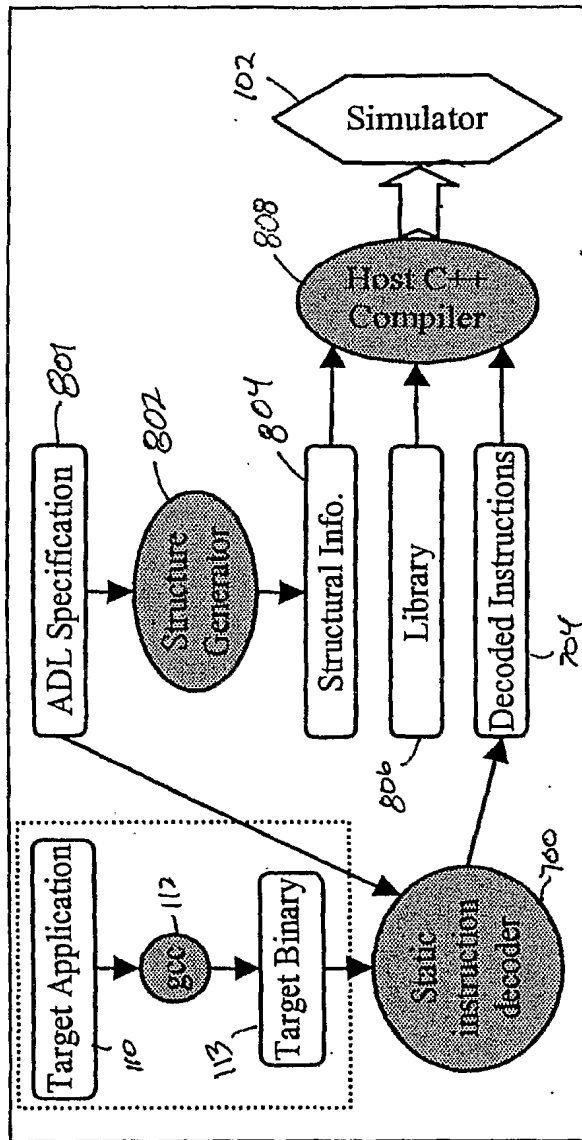 Target Application
110
gcc
112
Target Binary
113
Static
instruction
decoder
700
ADL Specification
801
Structure
Generator
802
Structural Info.
804
Library
806
Decoded Instructions
704
Host C++
Compiler
808
Simulator
102